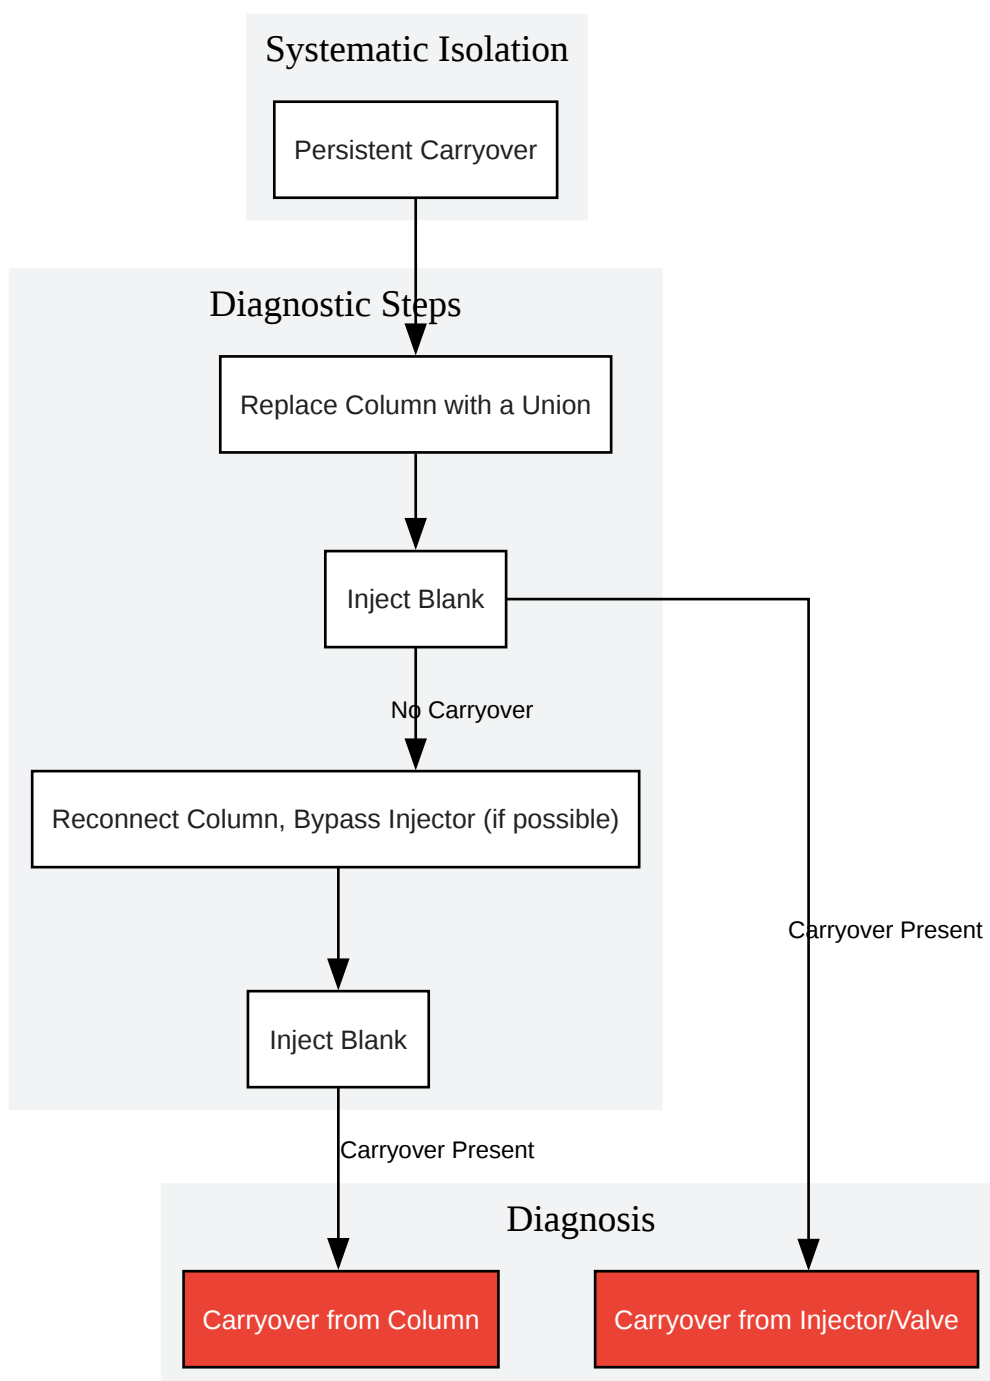 Systematic Isolation
Persistent Carryover
Diagnostic Steps
Replace Column with a Union
Inject Blank
No Carryover
Reconnect Column, Bypass Injector (if possible)
Carryover Present
Inject Blank
Carryover Present
Diagnosis
Carryover from Column
Carryover from Injector/Valve